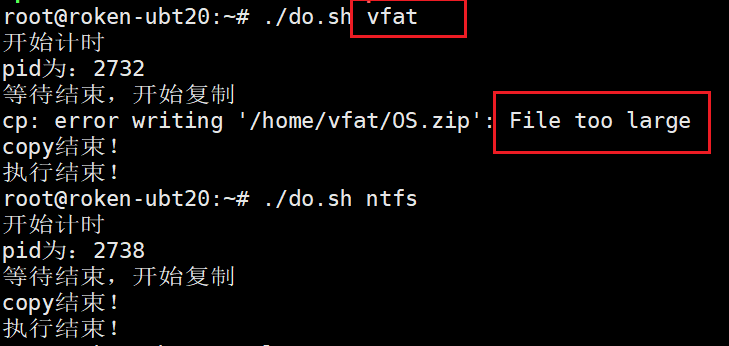 root@roken-ubt20:~# ./do.sh vfat
开始计时
pid为：2732
等待结束，开始复制
cp: error writing '/home/vfat/OS.zip': File too large
copy结束！
执行结束！
root@roken-ubt20:~# ./do.sh ntfs
开始计时
pid为：2738
等待结束，开始复制
copy结束！
执行结束！